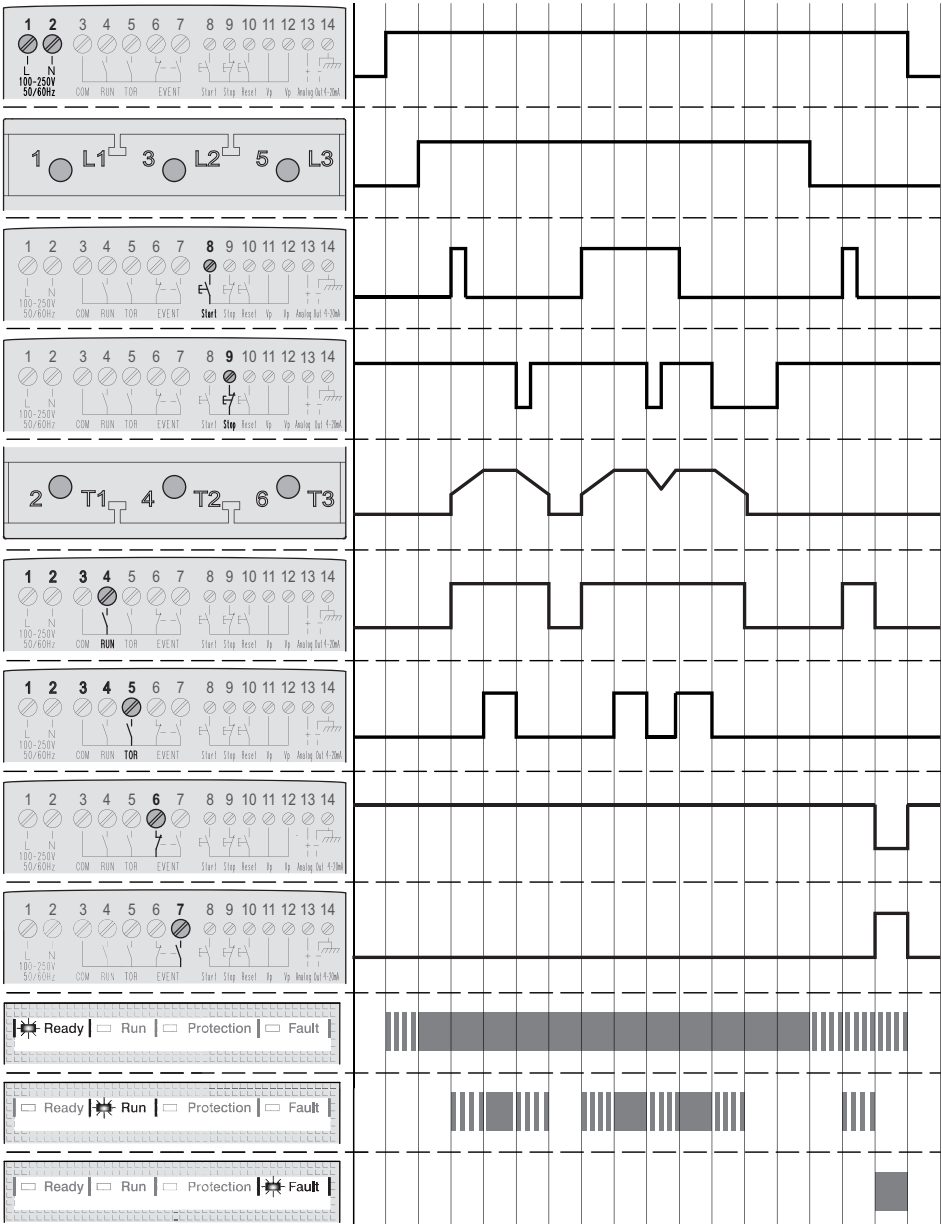 1 2 3 4 5 6 7 8 9 10 11 12 13 14
L N
100-250V
50/60Hz COM RUN TOR EVENT Start Stop Reset Vp Vp Analog Out 4-20mA
+ -
1 L1 3 L2 5 L3
1 2 3 4 5 6 7 8 9 10 11 12 13 14
L N
100-250V
50/60Hz COM RUN TOR EVENT Start Stop Reset Vp Vp Analog Out 4-20mA
+ -
1 2 3 4 5 6 7 8 9 10 11 12 13 14
L N
100-250V
50/60Hz COM RUN TOR EVENT Start Stop Reset Vp Vp Analog Out 4-20mA
+ -
2 T1 4 T2 6 T3
1 2 3 4 5 6 7 8 9 10 11 12 13 14
L N
100-250V
50/60Hz COM RUN TOR EVENT Start Stop Reset Vp Vp Analog Out 4-20mA
+ -
1 2 3 4 5 6 7 8 9 10 11 12 13 14
L N
100-250V
50/60Hz COM RUN TOR EVENT Start Stop Reset Vp Vp Analog Out 4-20mA
+ -
1 2 3 4 5 6 7 8 9 10 11 12 13 14
L N
100-250V
50/60Hz COM RUN TOR EVENT Start Stop Reset Vp Vp Analog Out 4-20mA
+ -
1 2 3 4 5 6 7 8 9 10 11 12 13 14
L N
100-250V
50/60Hz COM RUN TOR EVENT Start Stop Reset Vp Vp Analog Out 4-20mA
+ -
Ready Run Protection Fault
Ready Run Protection Fault
Ready Run Protection Fault